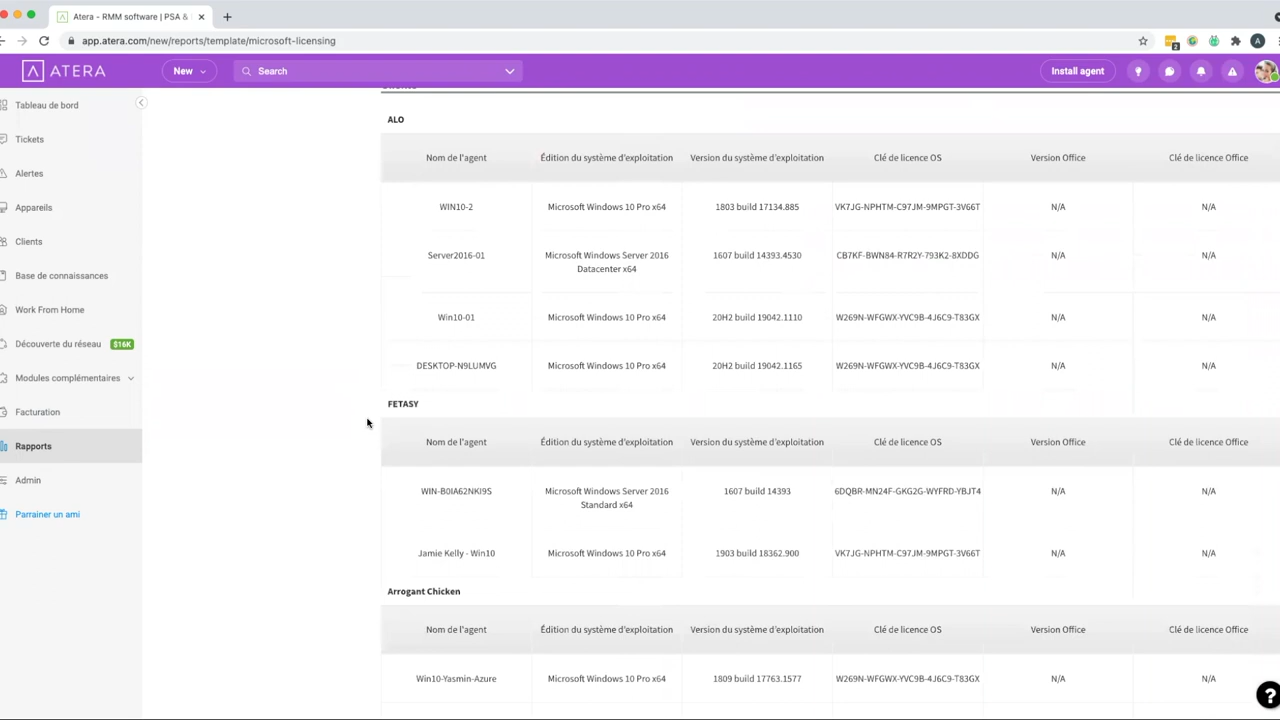 Atera - RMM software | PSA &
app.atera.com/new/reports/template/microsoft-licensing
2
A
ATERA
New
Search
Install agent
Tableau de bord
Tickets
Alertes
Appareils
Clients
Base de connaissances
Work From Home
Découverte du réseau $16K
Modules complémentaires
Facturation
Rapports
Admin
Parrainer un ami
ALO
Nom de l'agent Édition du système d'exploitation Version du système d'exploitation Clé de licence OS Version Office Clé de licence Office
WIN10-2 Microsoft Windows 10 Pro x64 1803 build 17134.885 VK7JG-NPHTM-C97JM-9MPGT-3V66T N/A N/A
Server2016-01 Microsoft Windows Server 2016 1607 build 14393.4530 CB7KF-BWN84-R7R2Y-793K2-8XDDG N/A N/A
Datacenter x64
Win10-01 Microsoft Windows 10 Pro x64 20H2 build 19042.1110 W269N-WFGWX-YVC9B-4J6C9-T83GX N/A N/A
DESKTOP-N9LUMVG Microsoft Windows 10 Pro x64 20H2 build 19042.1165 W269N-WFGWX-YVC9B-4J6C9-T83GX N/A N/A
FETASY
Nom de l'agent Édition du système d'exploitation Version du système d'exploitation Clé de licence OS Version Office Clé de licence Office
WIN-B0IA62NKI9S Microsoft Windows Server 2016 1607 build 14393 6DQBR-MN24F-GKG2G-WYFRD-YBJT4 N/A N/A
Standard x64
Jamie Kelly - Win10 Microsoft Windows 10 Pro x64 1903 build 18362.900 VK7JG-NPHTM-C97JM-9MPGT-3V66T N/A N/A
Arrogant Chicken
Nom de l'agent Édition du système d'exploitation Version du système d'exploitation Clé de licence OS Version Office Clé de licence Office
Win10-Yasmin-Azure Microsoft Windows 10 Pro x64 1809 build 17763.1577 W269N-WFGWX-YVC9B-4J6C9-T83GX N/A N/A
?